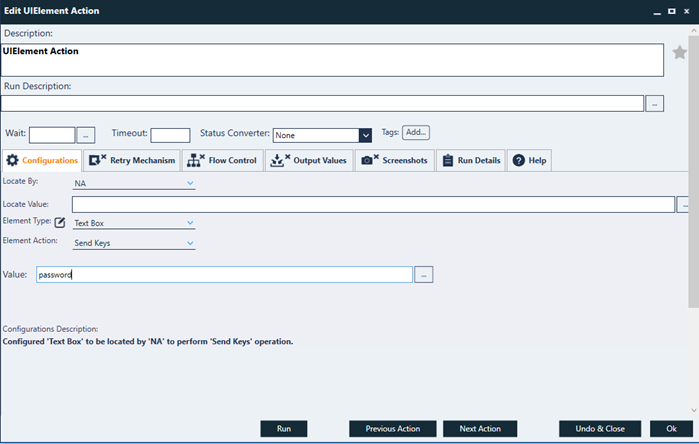 Edit UIElement Action
Description:
UIElement Action
Run Description:
...
Wait: ... Timeout: Status Converter: None Tags: Add...
Configurations Retry Mechanism Flow Control Output Values Screenshots Run Details Help
Locate By: NA
Locate Value: ...
Element Type: Text Box
Element Action: Send Keys
Value: password ...
Configurations Description:
Configured 'Text Box' to be located by 'NA' to perform 'Send Keys' operation.
Run Previous Action Next Action Undo & Close Ok